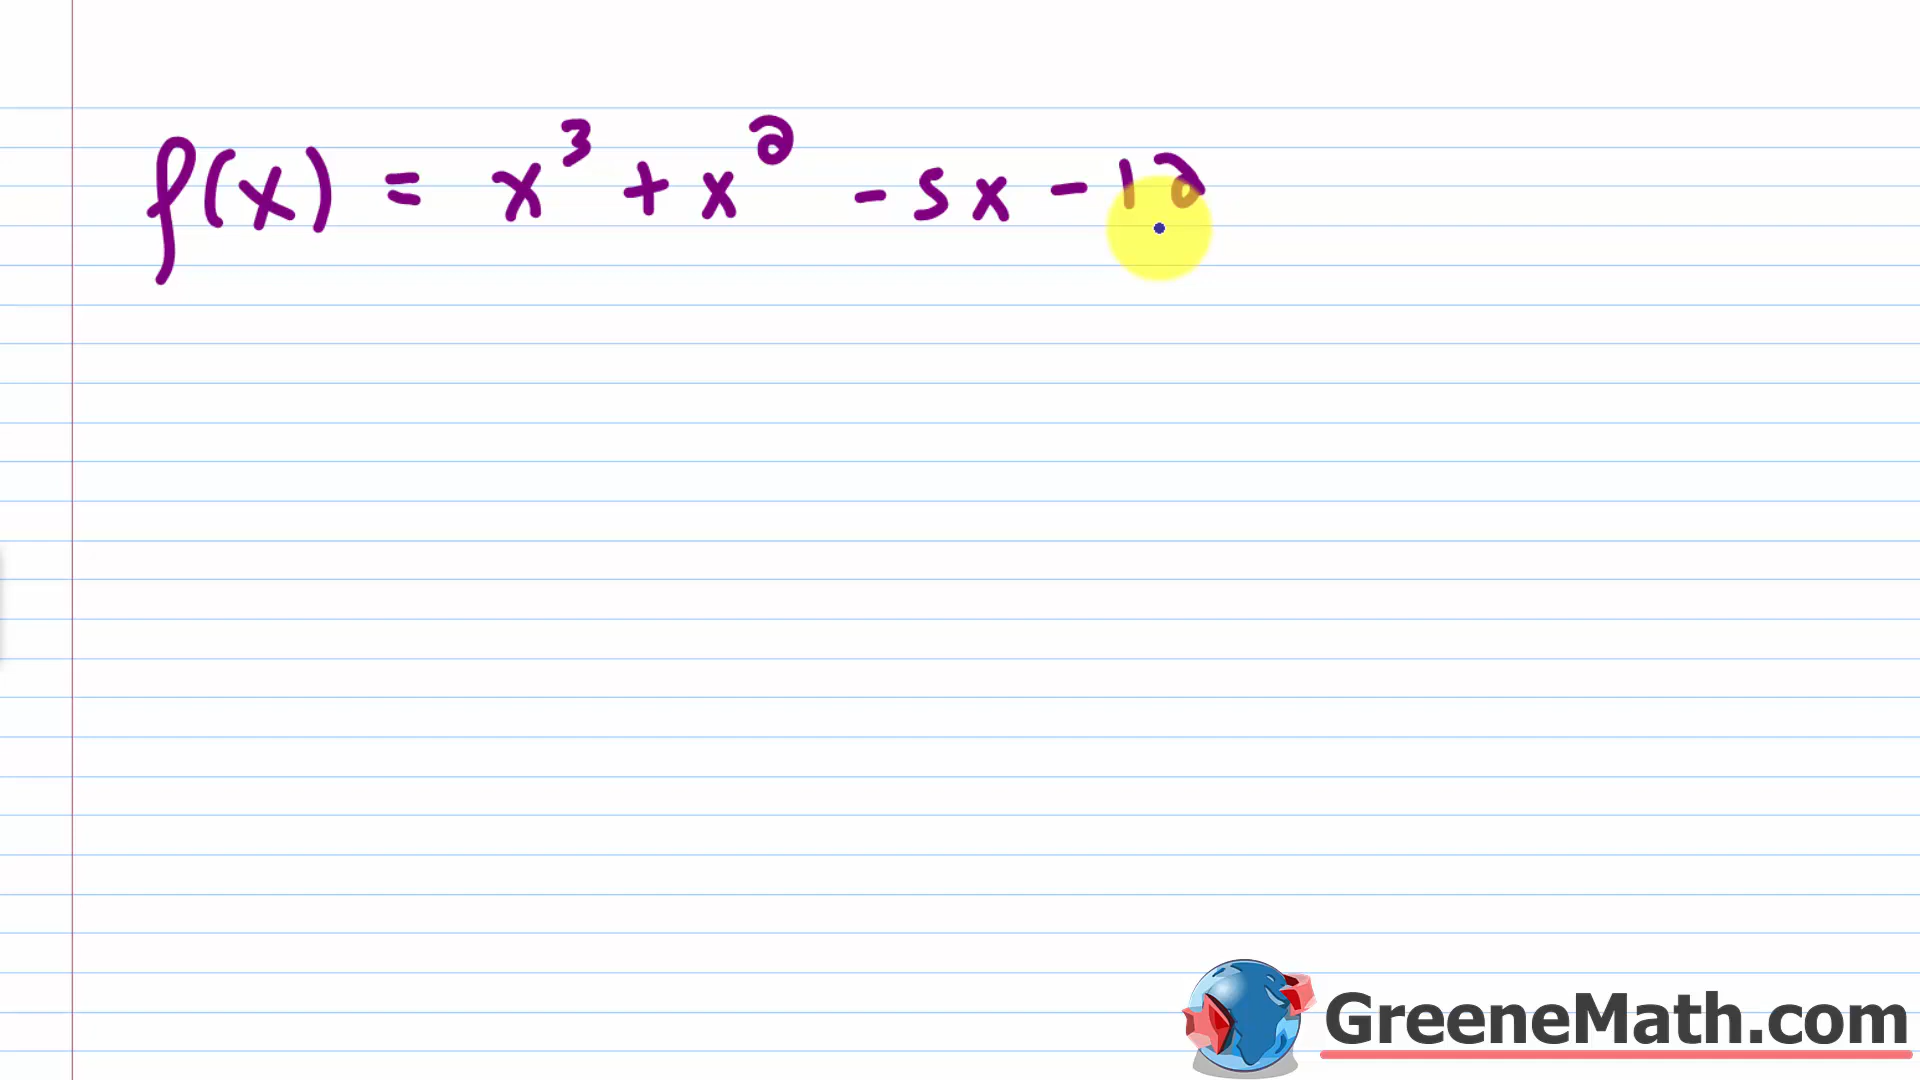 f(x) = x³ + x² - 5x - 12
GreeneMath.com